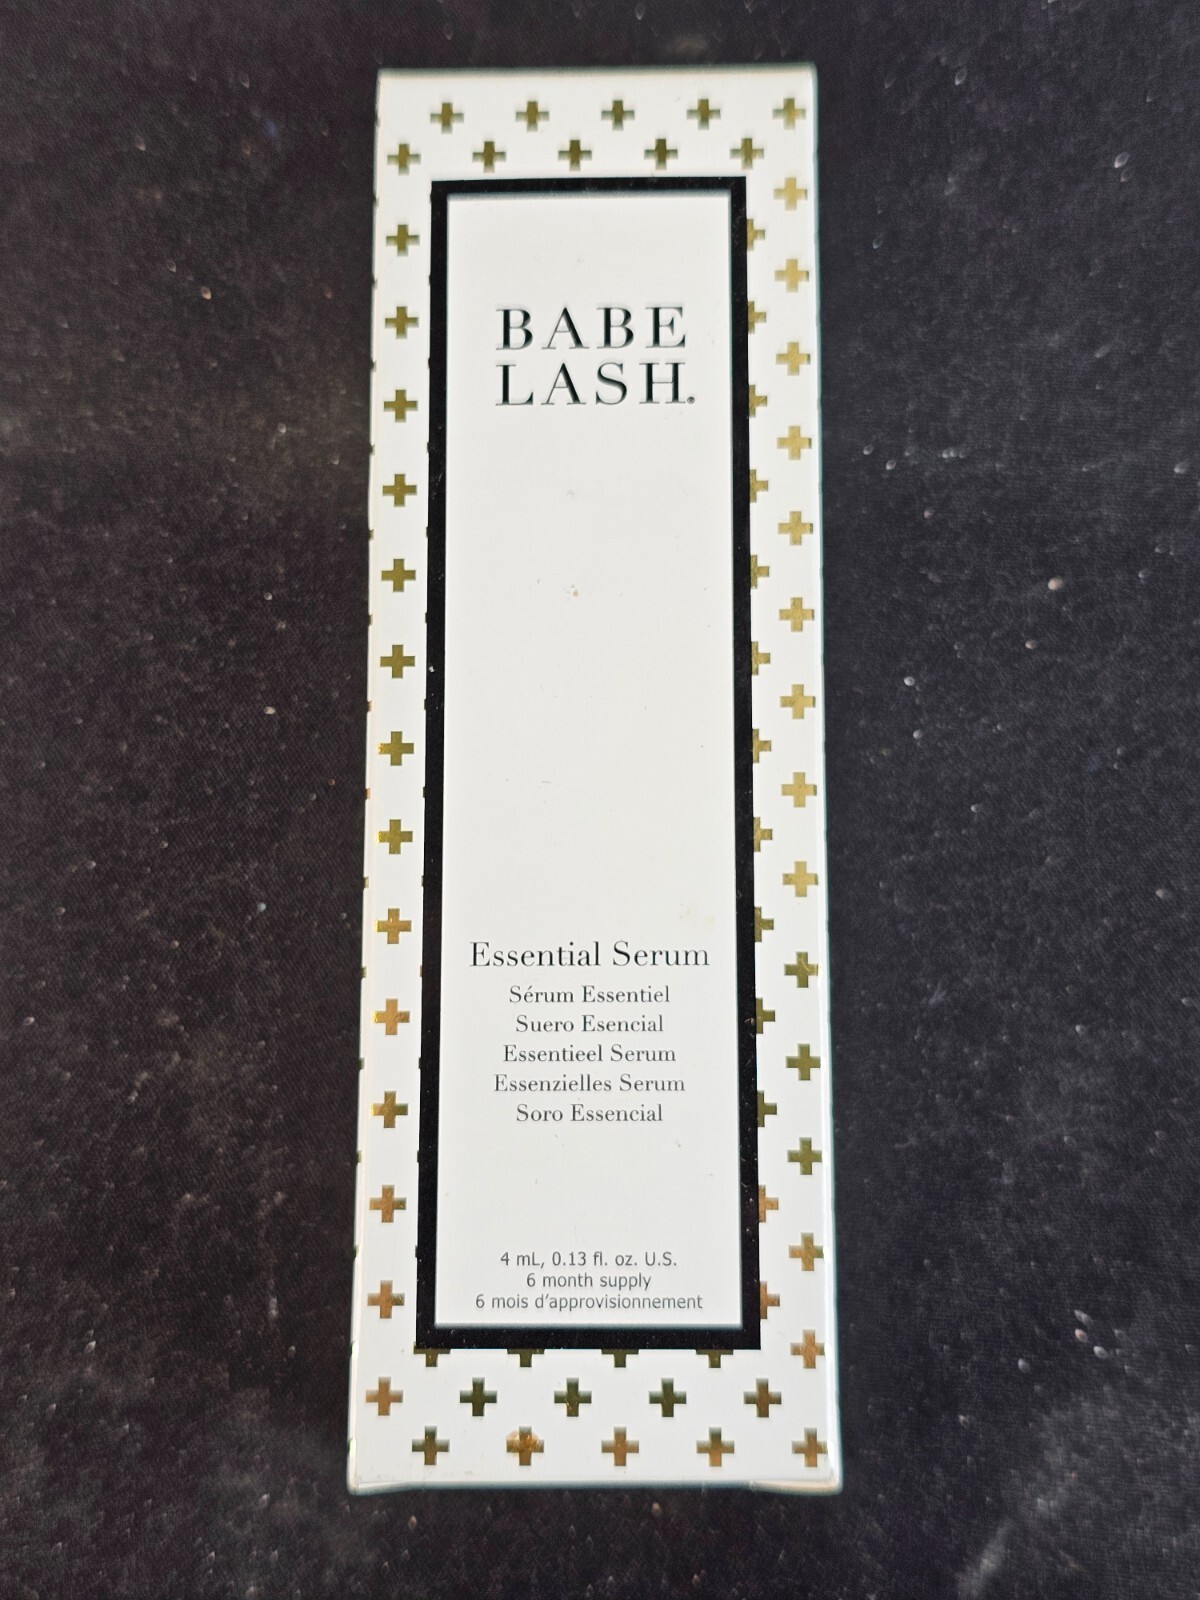 BABE
LASH®
Essential Serum
Sérum Essentiel
Suero Esencial
Essentieel Serum
Essenzielles Serum
Soro Essencial
4 mL, 0.13 fl. oz. U.S.
6 month supply
6 mois d'approvisionnement